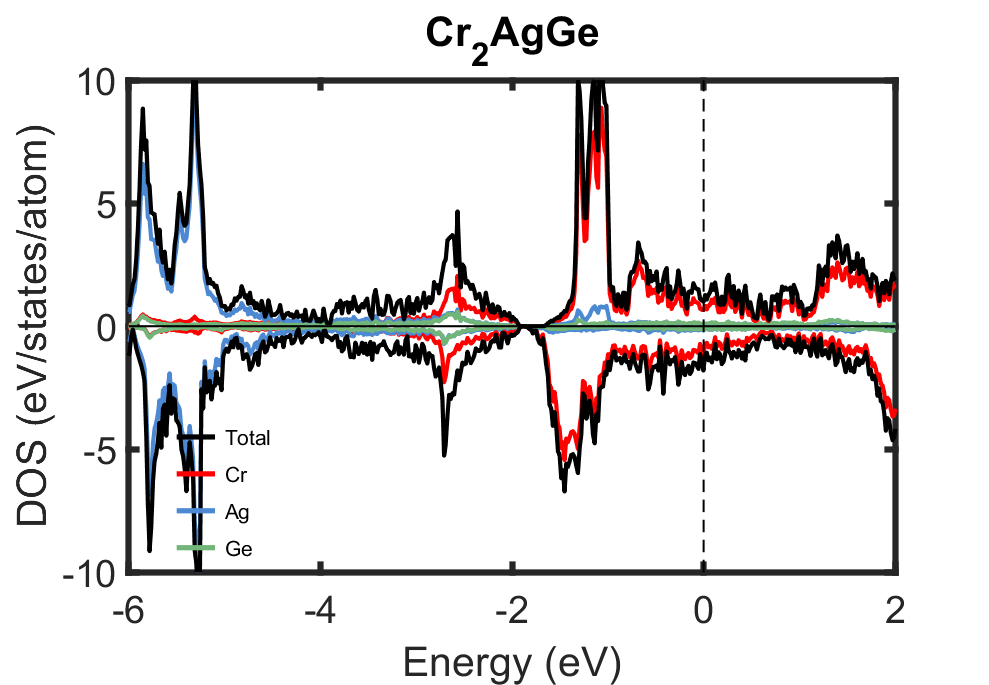 Cr₂AgGe
DOS (eV/states/atom)
10
5
0
-5
-10
Total
Cr
Ag
Ge
-6 -4 -2 0 2
Energy (eV)